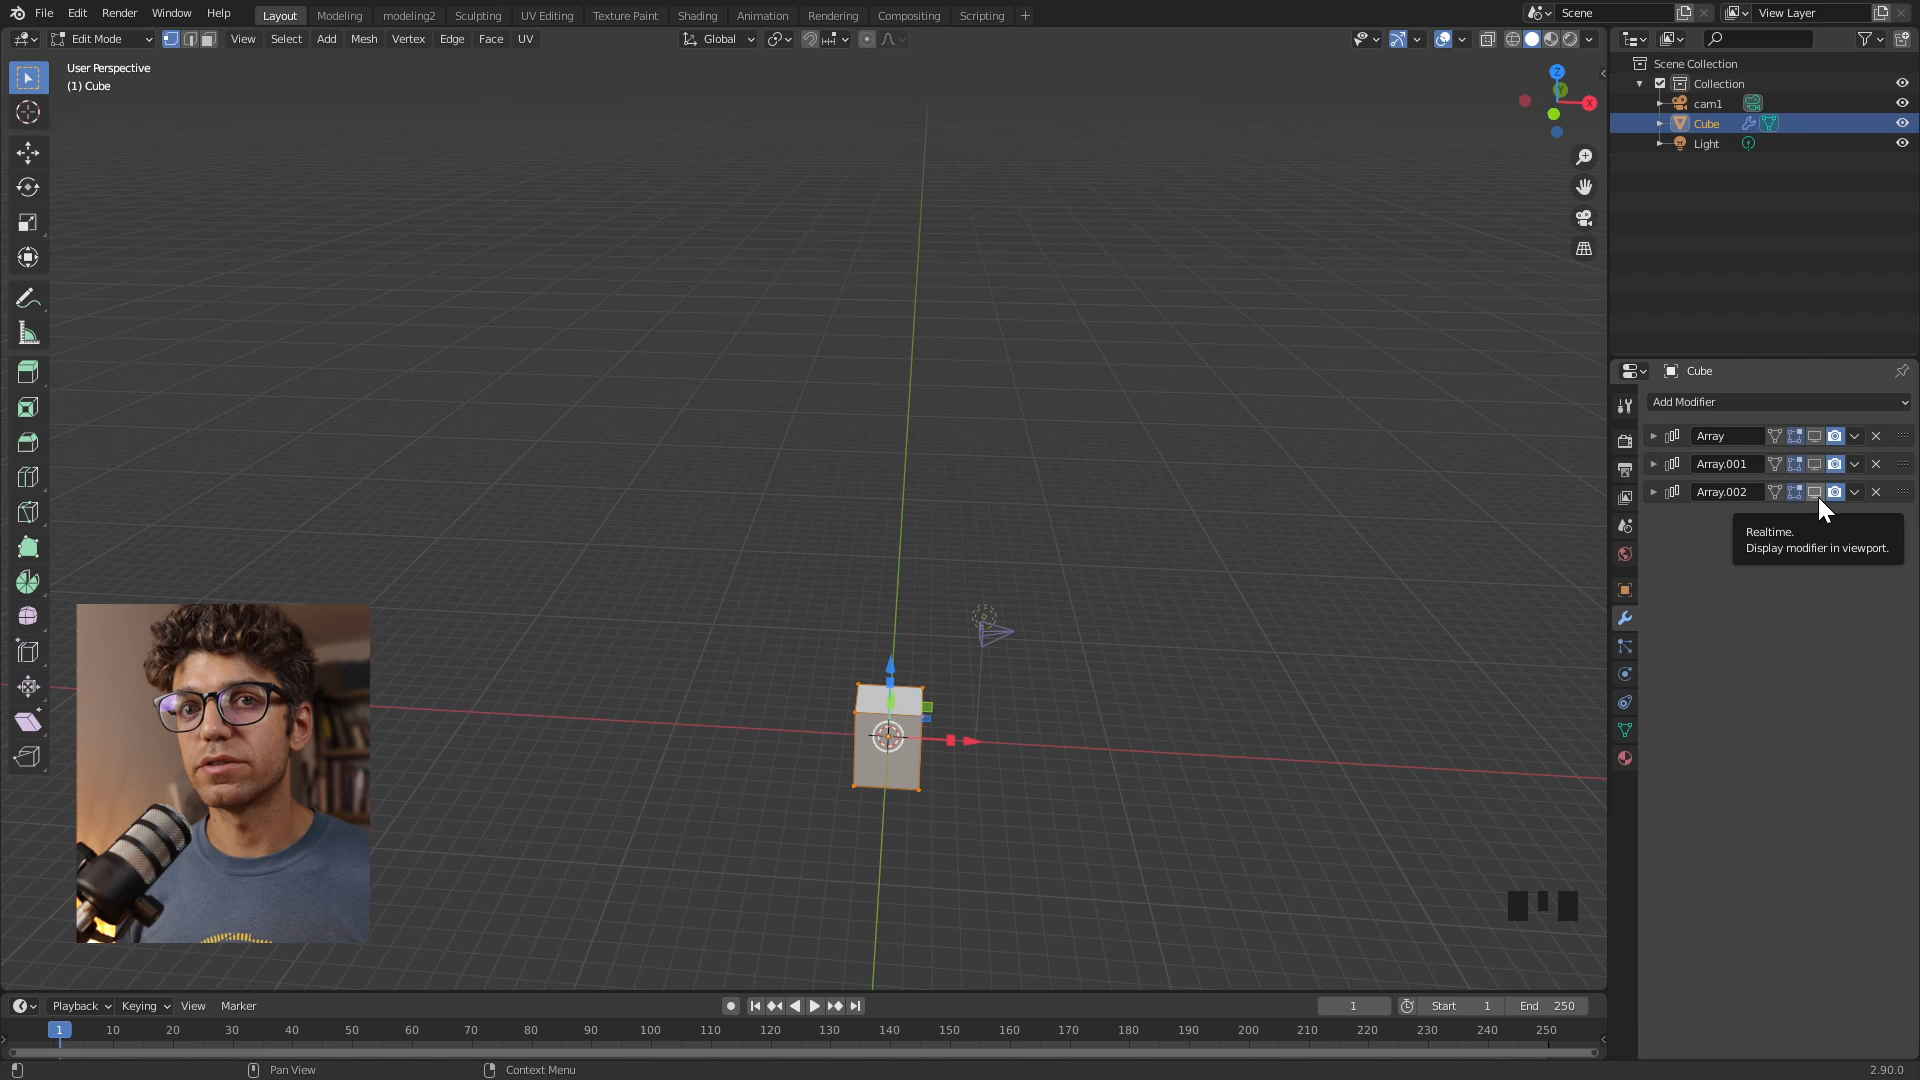 File Edit Render Window Help
Layout Modeling modeling2 Sculpting UV Editing Texture Paint Shading Animation Rendering Compositing Scripting +
Scene
View Layer
Edit Mode
View Select Add Mesh Vertex Edge Face UV
Global
User Perspective
(1) Cube
Z
Y
X
Scene Collection
Collection
cam1
Cube
Light
Cube
Add Modifier
Array
Array.001
Array.002
Realtime.
Display modifier in viewport.
Playback Keying View Marker
1
Start 1
End 250
1 10 20 30 40 50 60 70 80 90 100 110 120 130 140 150 160 170 180 190 200 210 220 230 240 250
Pan View
Context Menu
2.90.0